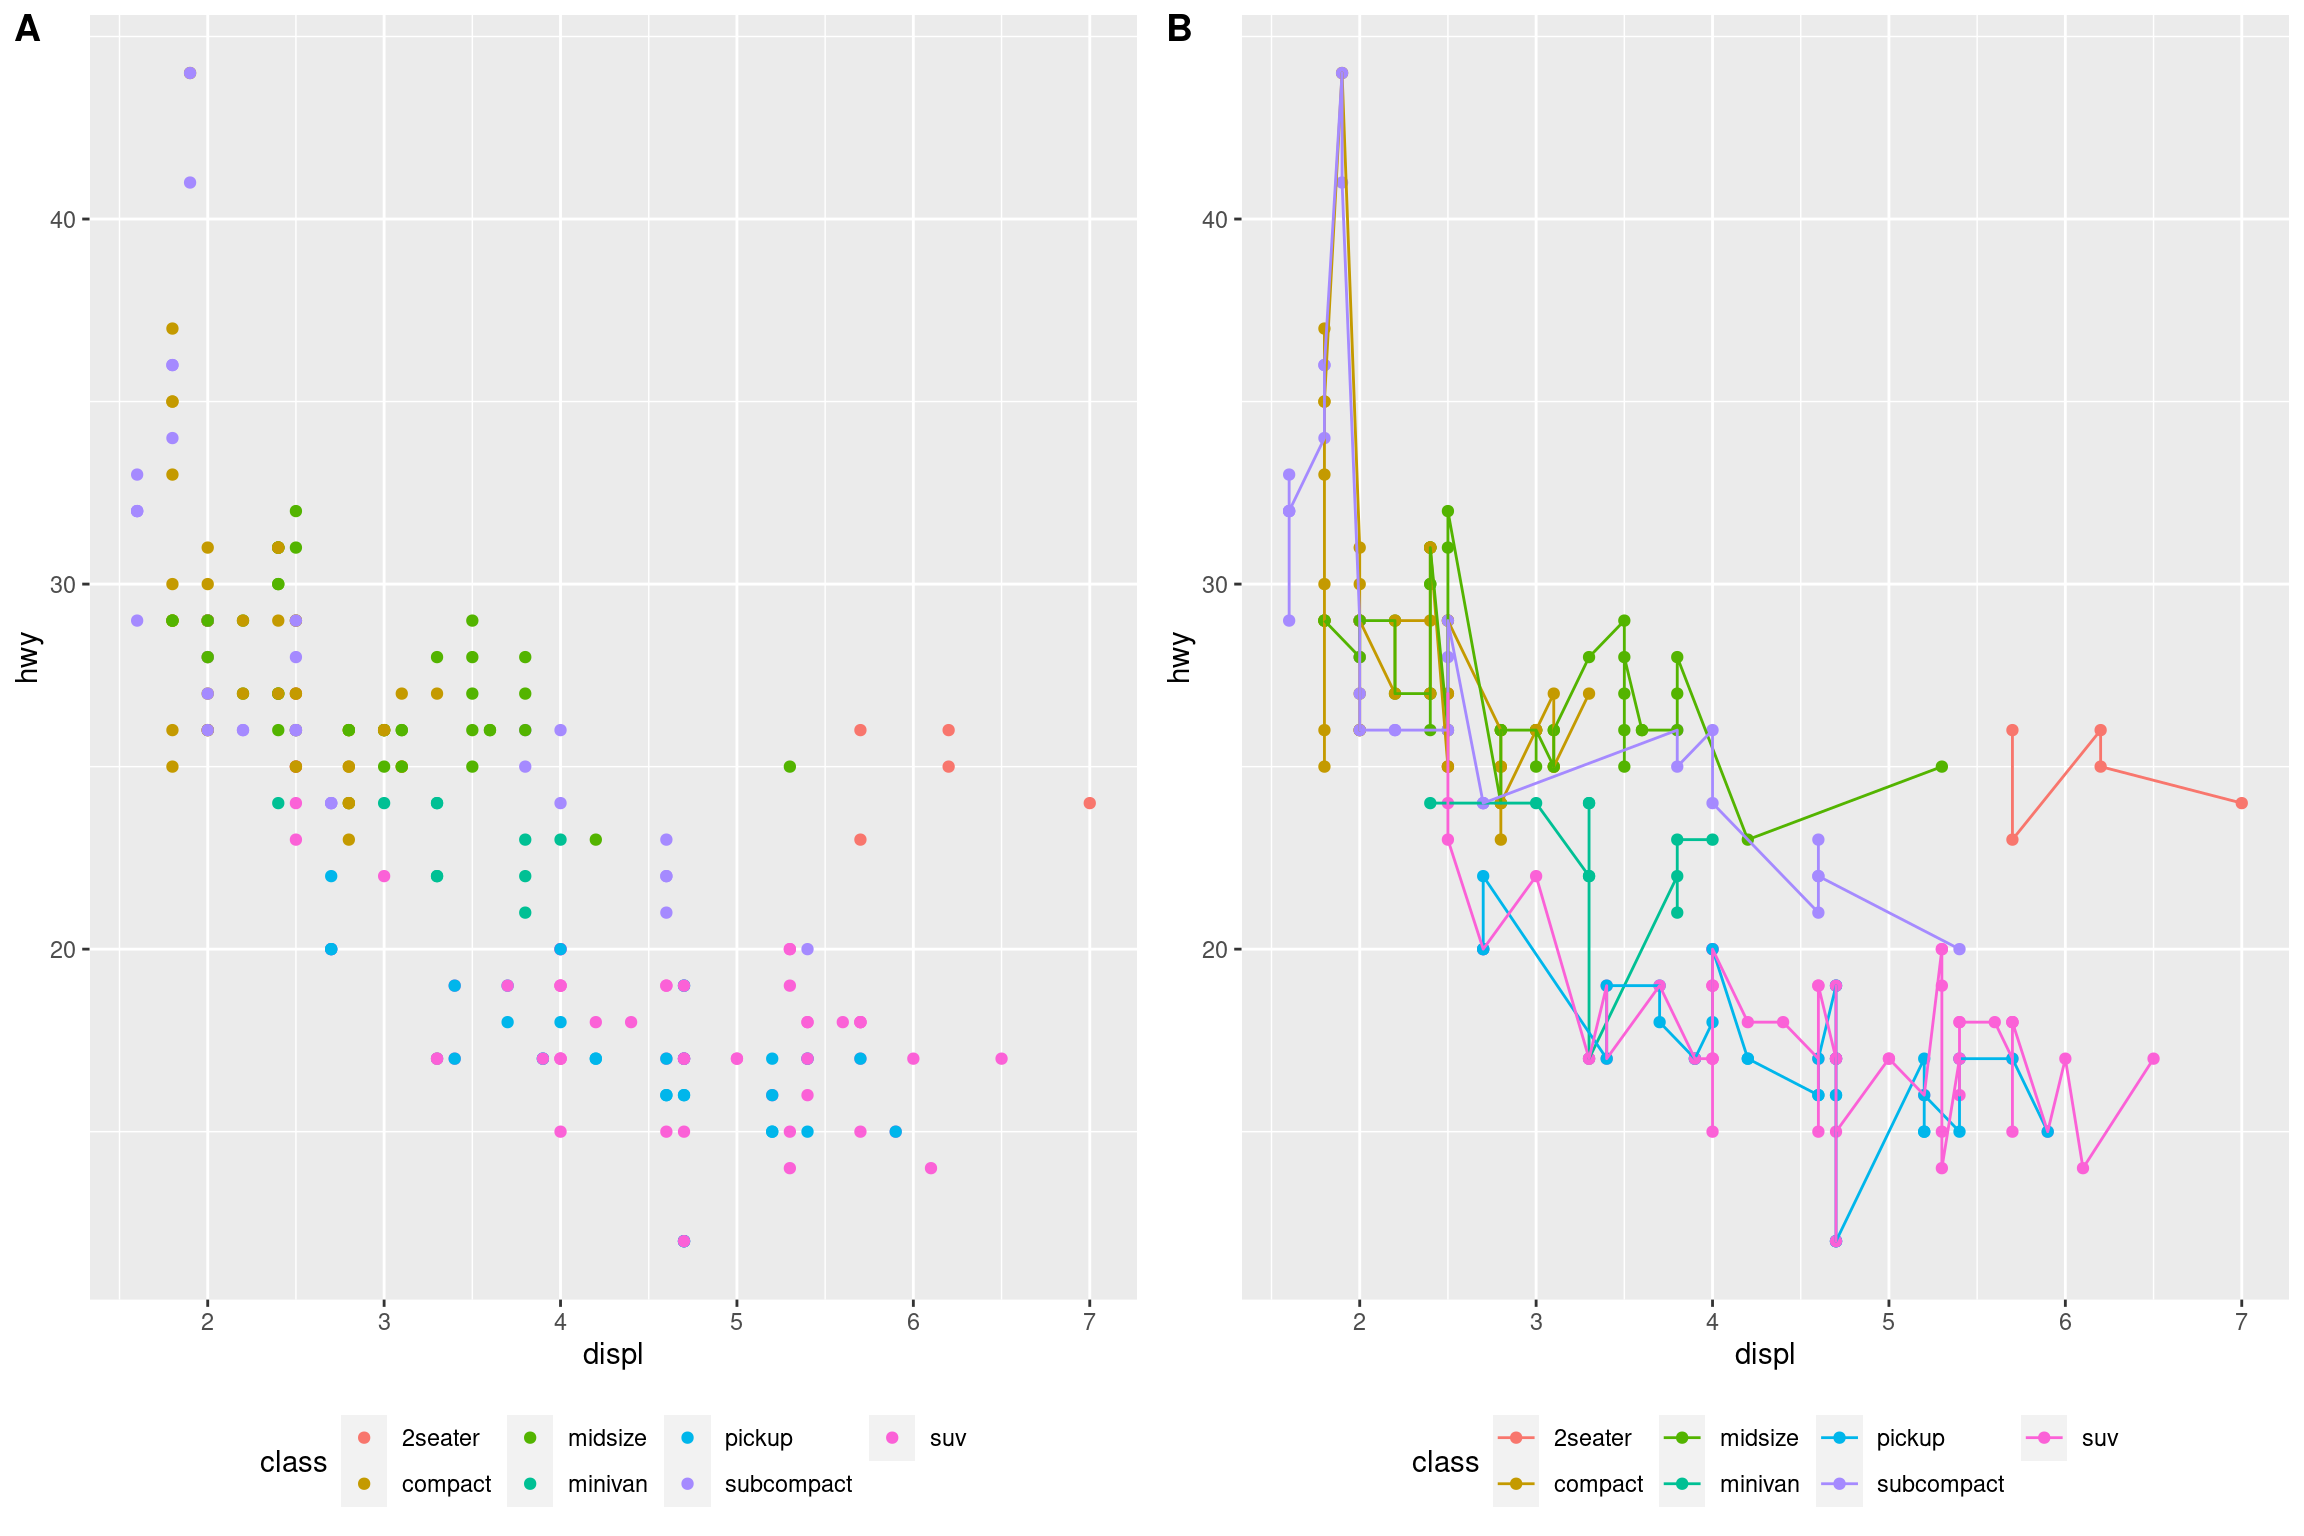 A
hwy
40
30
20
2 3 4 5 6 7
displ
class
2seater midsize pickup suv
compact minivan subcompact
B
hwy
40
30
20
2 3 4 5 6 7
displ
class
2seater midsize pickup suv
compact minivan subcompact